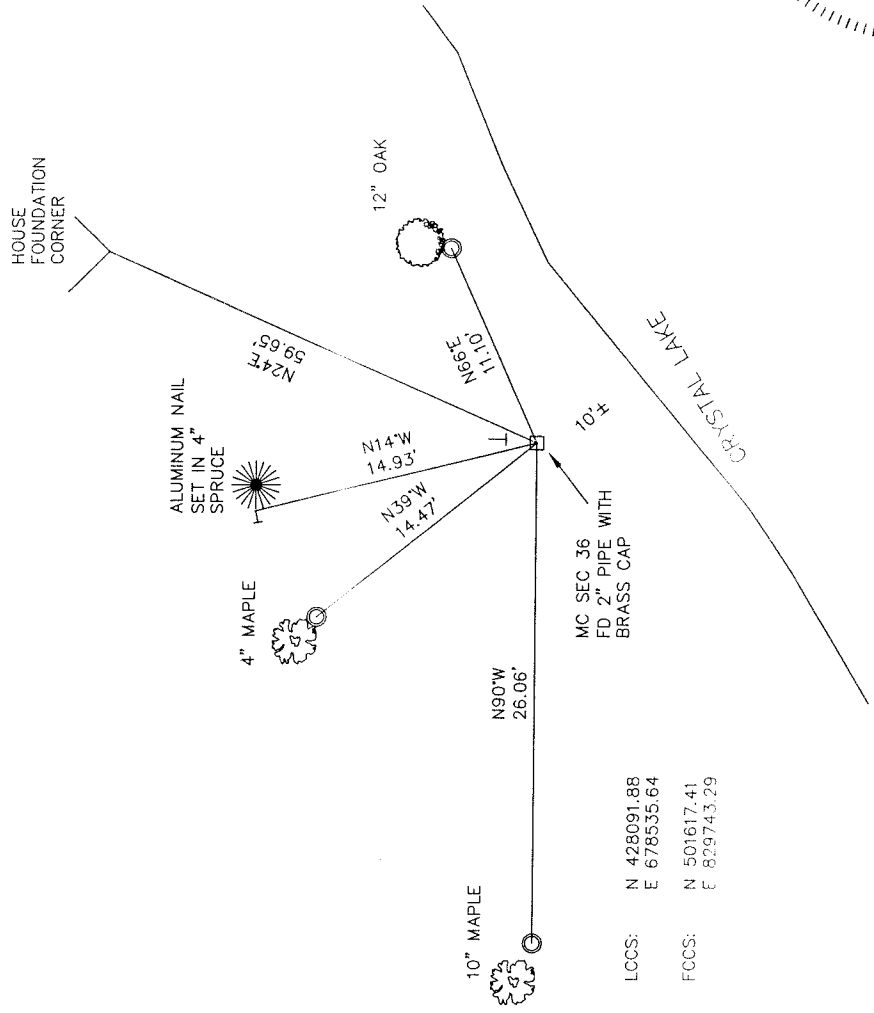 HOUSE
FOUNDATION
CORNER
12" OAK
ALUMINUM NAIL
SET IN 4"
SPRUCE
N24°E
59.65'
N66°E
11.10'
N14°W
14.93'
N39°W
14.47'
4" MAPLE
10'±
CRYSTAL LAKE
MC SEC 36
FD 2" PIPE WITH
BRASS CAP
N90°W
26.06'
10" MAPLE
LCCS: N 428091.88
E 678535.64
FCCS: N 501617.41
E 829743.29